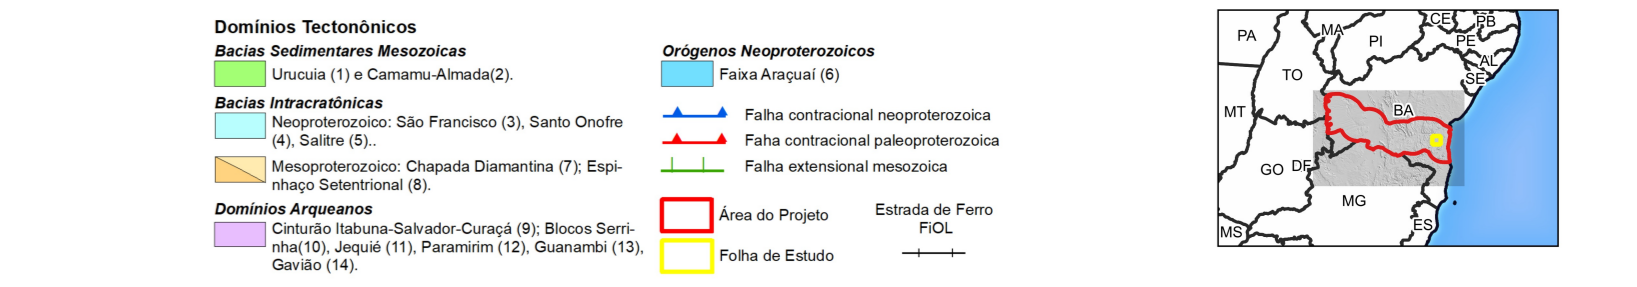 Domínios Tectonônicos
Bacias Sedimentares Mesozoicas
Urucuia (1) e Camamu-Almada(2).
Bacias Intracratônicas
Neoproterozoico: São Francisco (3), Santo Onofre
(4), Salitre (5)..
Mesoproterozoico: Chapada Diamantina (7); Espi-
nhaço Setentrional (8).
Domínios Arqueanos
Cinturão Itabuna-Salvador-Curaçá (9); Blocos Serri-
nha(10), Jequié (11), Paramirim (12), Guanambi (13),
Gavião (14).
Orógenos Neoproterozoicos
Faixa Araçuaí (6)
Falha contracional neoproterozoica
Faha contracional paleoproterozoica
Falha extensional mesozoica
Área do Projeto
Folha de Estudo
Estrada de Ferro
FiOL
CE
PB
MA
PA
PI
PE
AL
TO
SE
MT
BA
GO
DF
MG
ES
MS